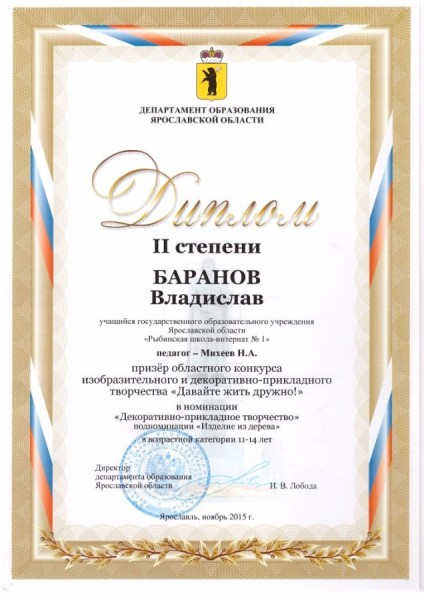 ДЕПАРТАМЕНТ ОБРАЗОВАНИЯ
ЯРОСЛАВСКОЙ ОБЛАСТИ
Диплом
II степени
БАРАНОВ
Владислав
учащийся государственного образовательного учреждения
Ярославской области
«Рыбинская школа-интернат № 1»
педагог – Михеев Н.А.
призёр областного конкурса
изобразительного и декоративно-прикладного
творчества «Давайте жить дружно!»
в номинации
«Декоративно-прикладное творчество»
подноминации «Изделие из дерева»
в возрастной категории 11-14 лет
Директор
департамента образования
Ярославской области
И. В. Лобода
Ярославль, ноябрь 2015 г.